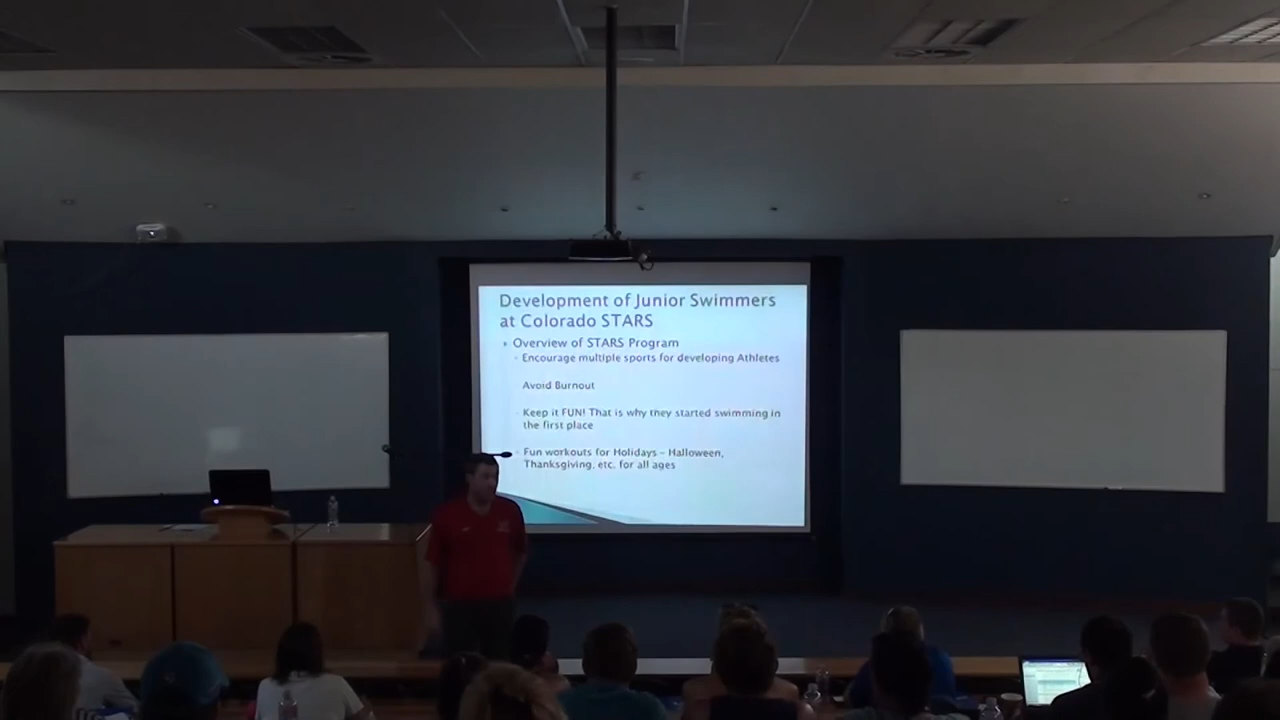 Development of Junior Swimmers
at Colorado STARS
Overview of STARS Program
Encourage multiple sports for developing Athletes
Avoid Burnout
Keep it FUN! That is why they started swimming in
the first place
Fun workouts for Holidays – Halloween,
Thanksgiving, etc. for all ages